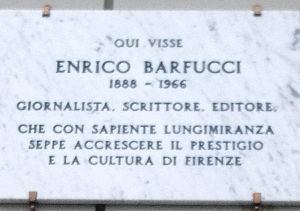 QUI VISSE
ENRICO BARFUCCI
1888 - 1966
GIORNALISTA, SCRITTORE, EDITORE,
CHE CON SAPIENTE LUNGIMIRANZA
SEPPE ACCRESCERE IL PRESTIGIO
E LA CULTURA DI FIRENZE